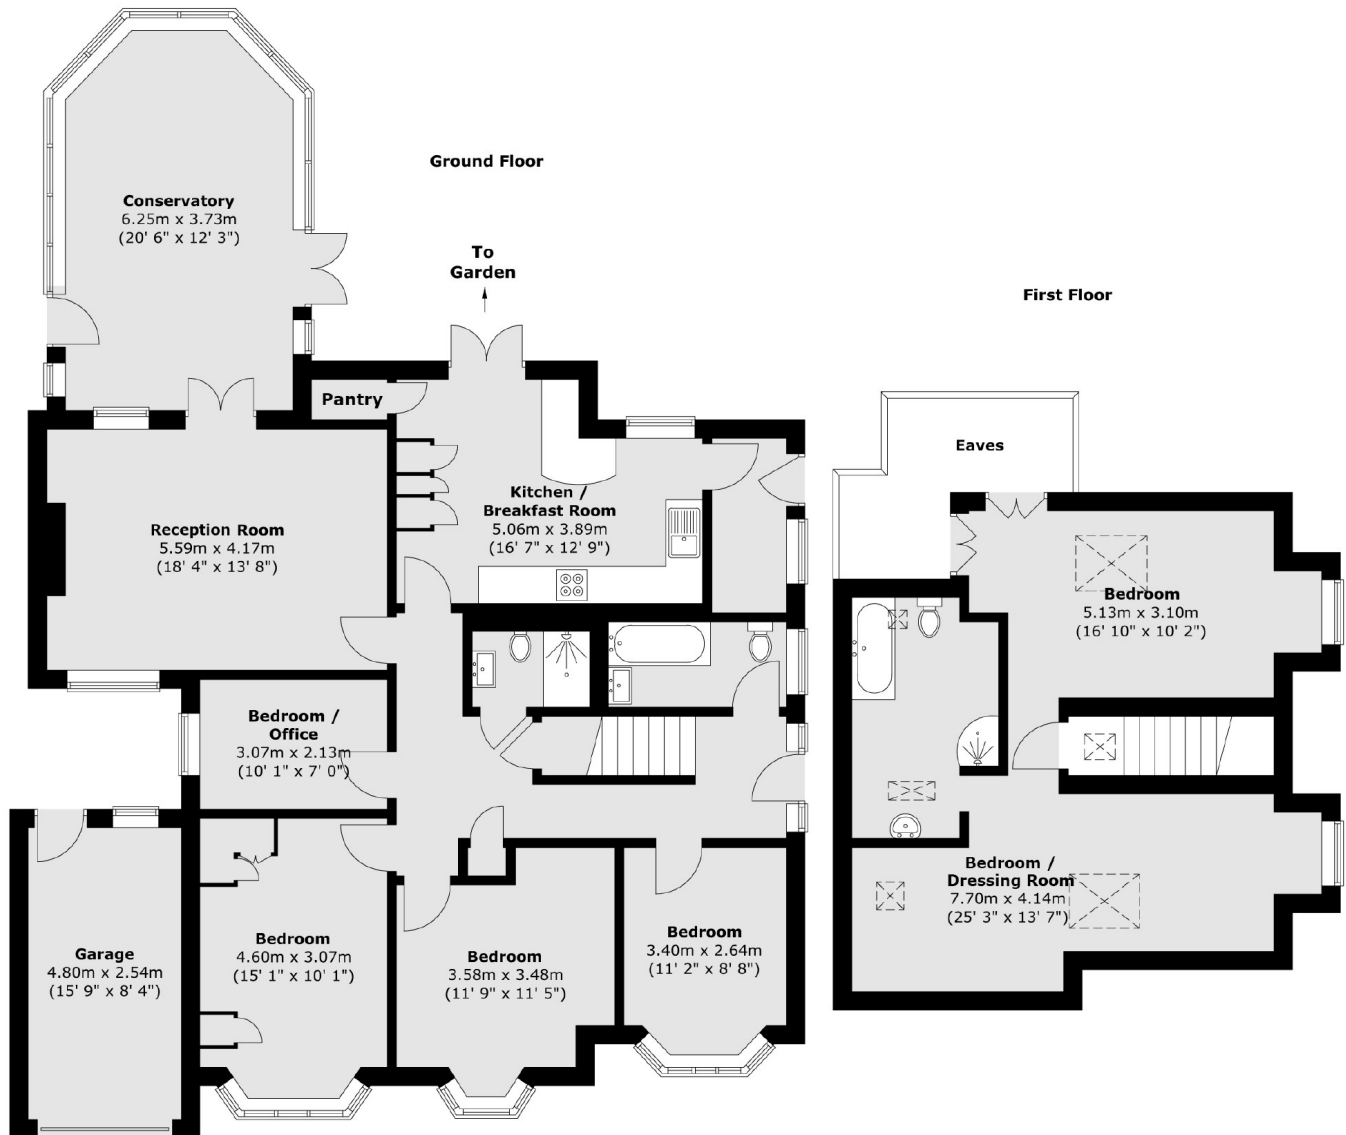 Ground Floor
Conservatory
6.25m x 3.73m
(20' 6" x 12' 3")
To
Garden
First Floor
Pantry
Eaves
Kitchen /
Breakfast Room
5.06m x 3.89m
(16' 7" x 12' 9")
Reception Room
5.59m x 4.17m
(18' 4" x 13' 8")
Bedroom
5.13m x 3.10m
(16' 10" x 10' 2")
Bedroom /
Office
3.07m x 2.13m
(10' 1" x 7' 0")
Bedroom /
Dressing Room
7.70m x 4.14m
(25' 3" x 13' 7")
Garage
4.80m x 2.54m
(15' 9" x 8' 4")
Bedroom
4.60m x 3.07m
(15' 1" x 10' 1")
Bedroom
3.58m x 3.48m
(11' 9" x 11' 5")
Bedroom
3.40m x 2.64m
(11' 2" x 8' 8")